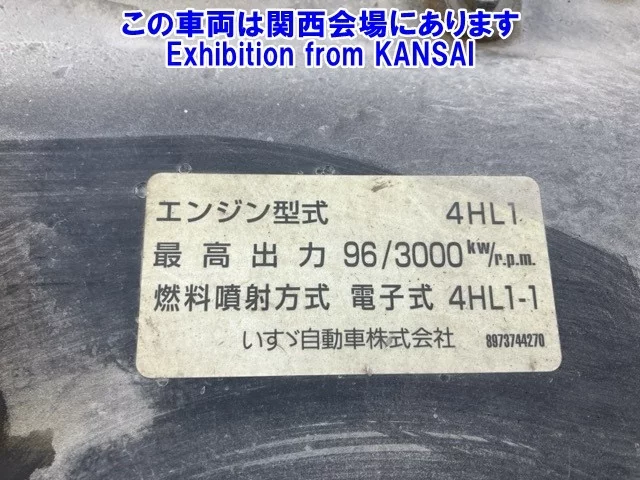 この車両は関西会場にあります
Exhibition from KANSAI
エンジン型式 4HL1
最高出力 96/3000kw/r.p.m.
燃料噴射方式 電子式 4HL1-1
いすゞ自動車株式会社 8973744270